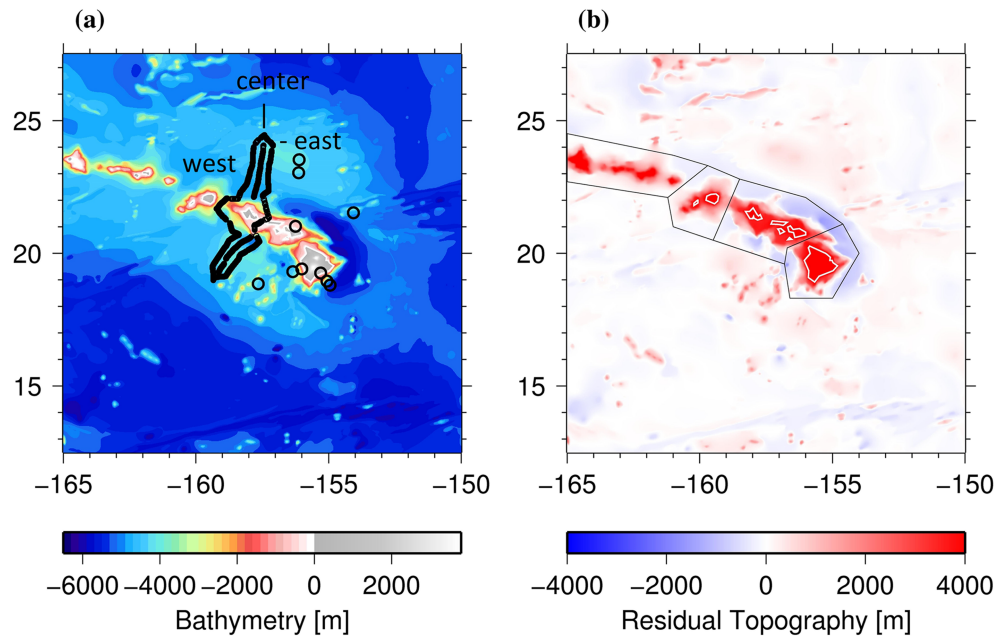 (a)
(b)
center
- east
west
25
20
15
25
20
15
−165 −160 −155 −150
−165 −160 −155 −150
−6000 −4000 −2000 0 2000
−4000 −2000 0 2000 4000
Bathymetry [m]
Residual Topography [m]